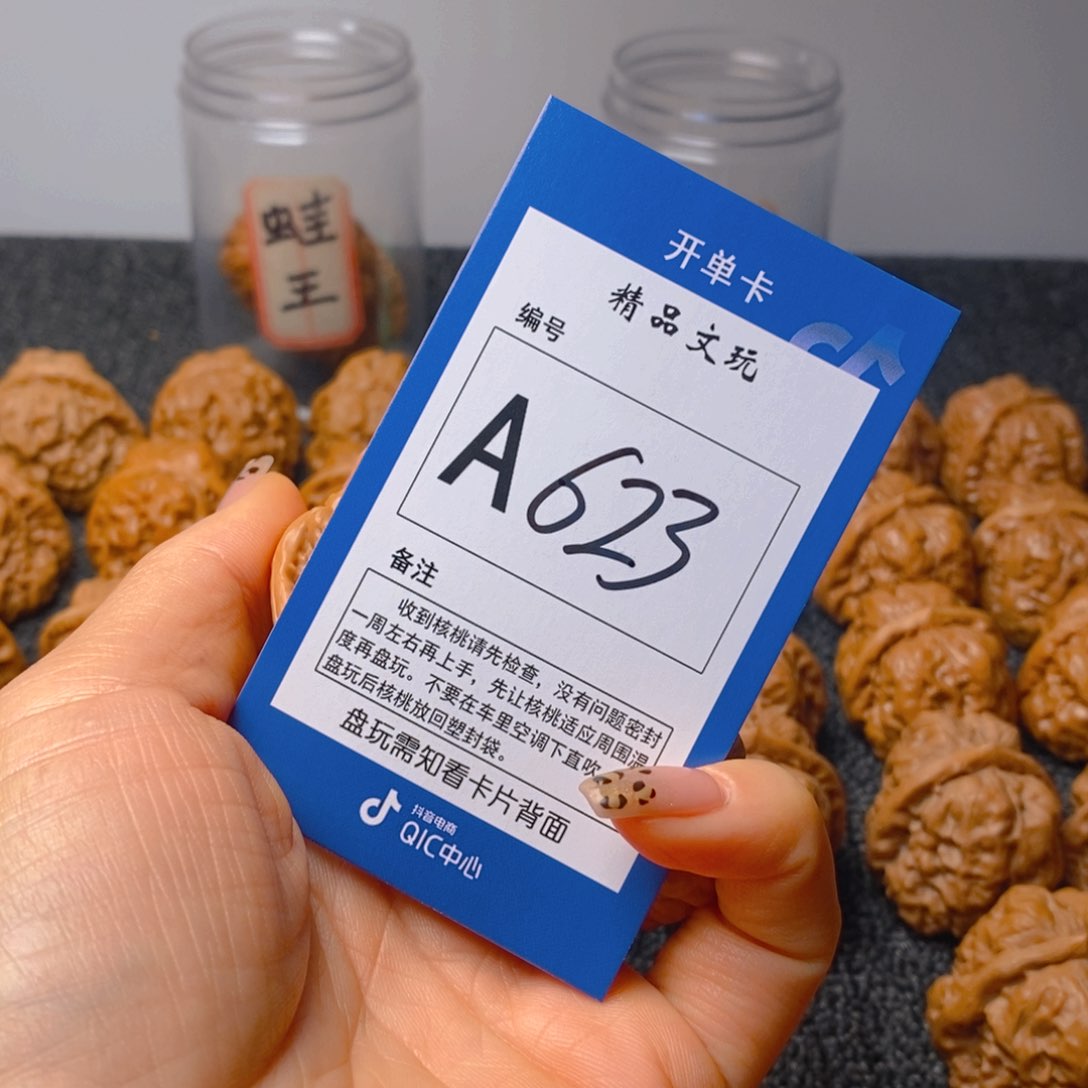 蛙
王
开单卡
精品文玩
编号
A623
备注
收到核桃请先检查，没有问题密封
一周左右再上手，先让核桃适应周围温
度再盘玩。不要在车里空调下直吹
盘玩后核桃放回塑封袋。
盘玩需知看卡片背面
抖音电商
QIC中心